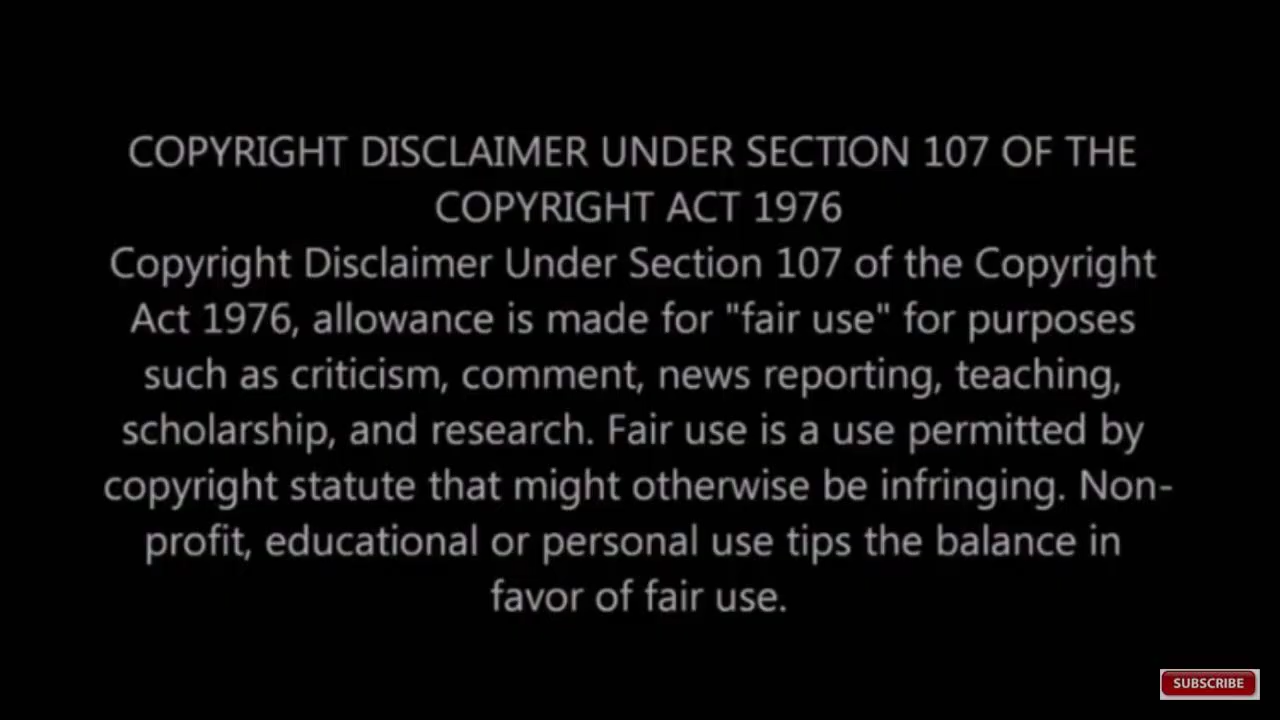 COPYRIGHT DISCLAIMER UNDER SECTION 107 OF THE
COPYRIGHT ACT 1976
Copyright Disclaimer Under Section 107 of the Copyright
Act 1976, allowance is made for "fair use" for purposes
such as criticism, comment, news reporting, teaching,
scholarship, and research. Fair use is a use permitted by
copyright statute that might otherwise be infringing. Non-
profit, educational or personal use tips the balance in
favor of fair use.
SUBSCRIBE